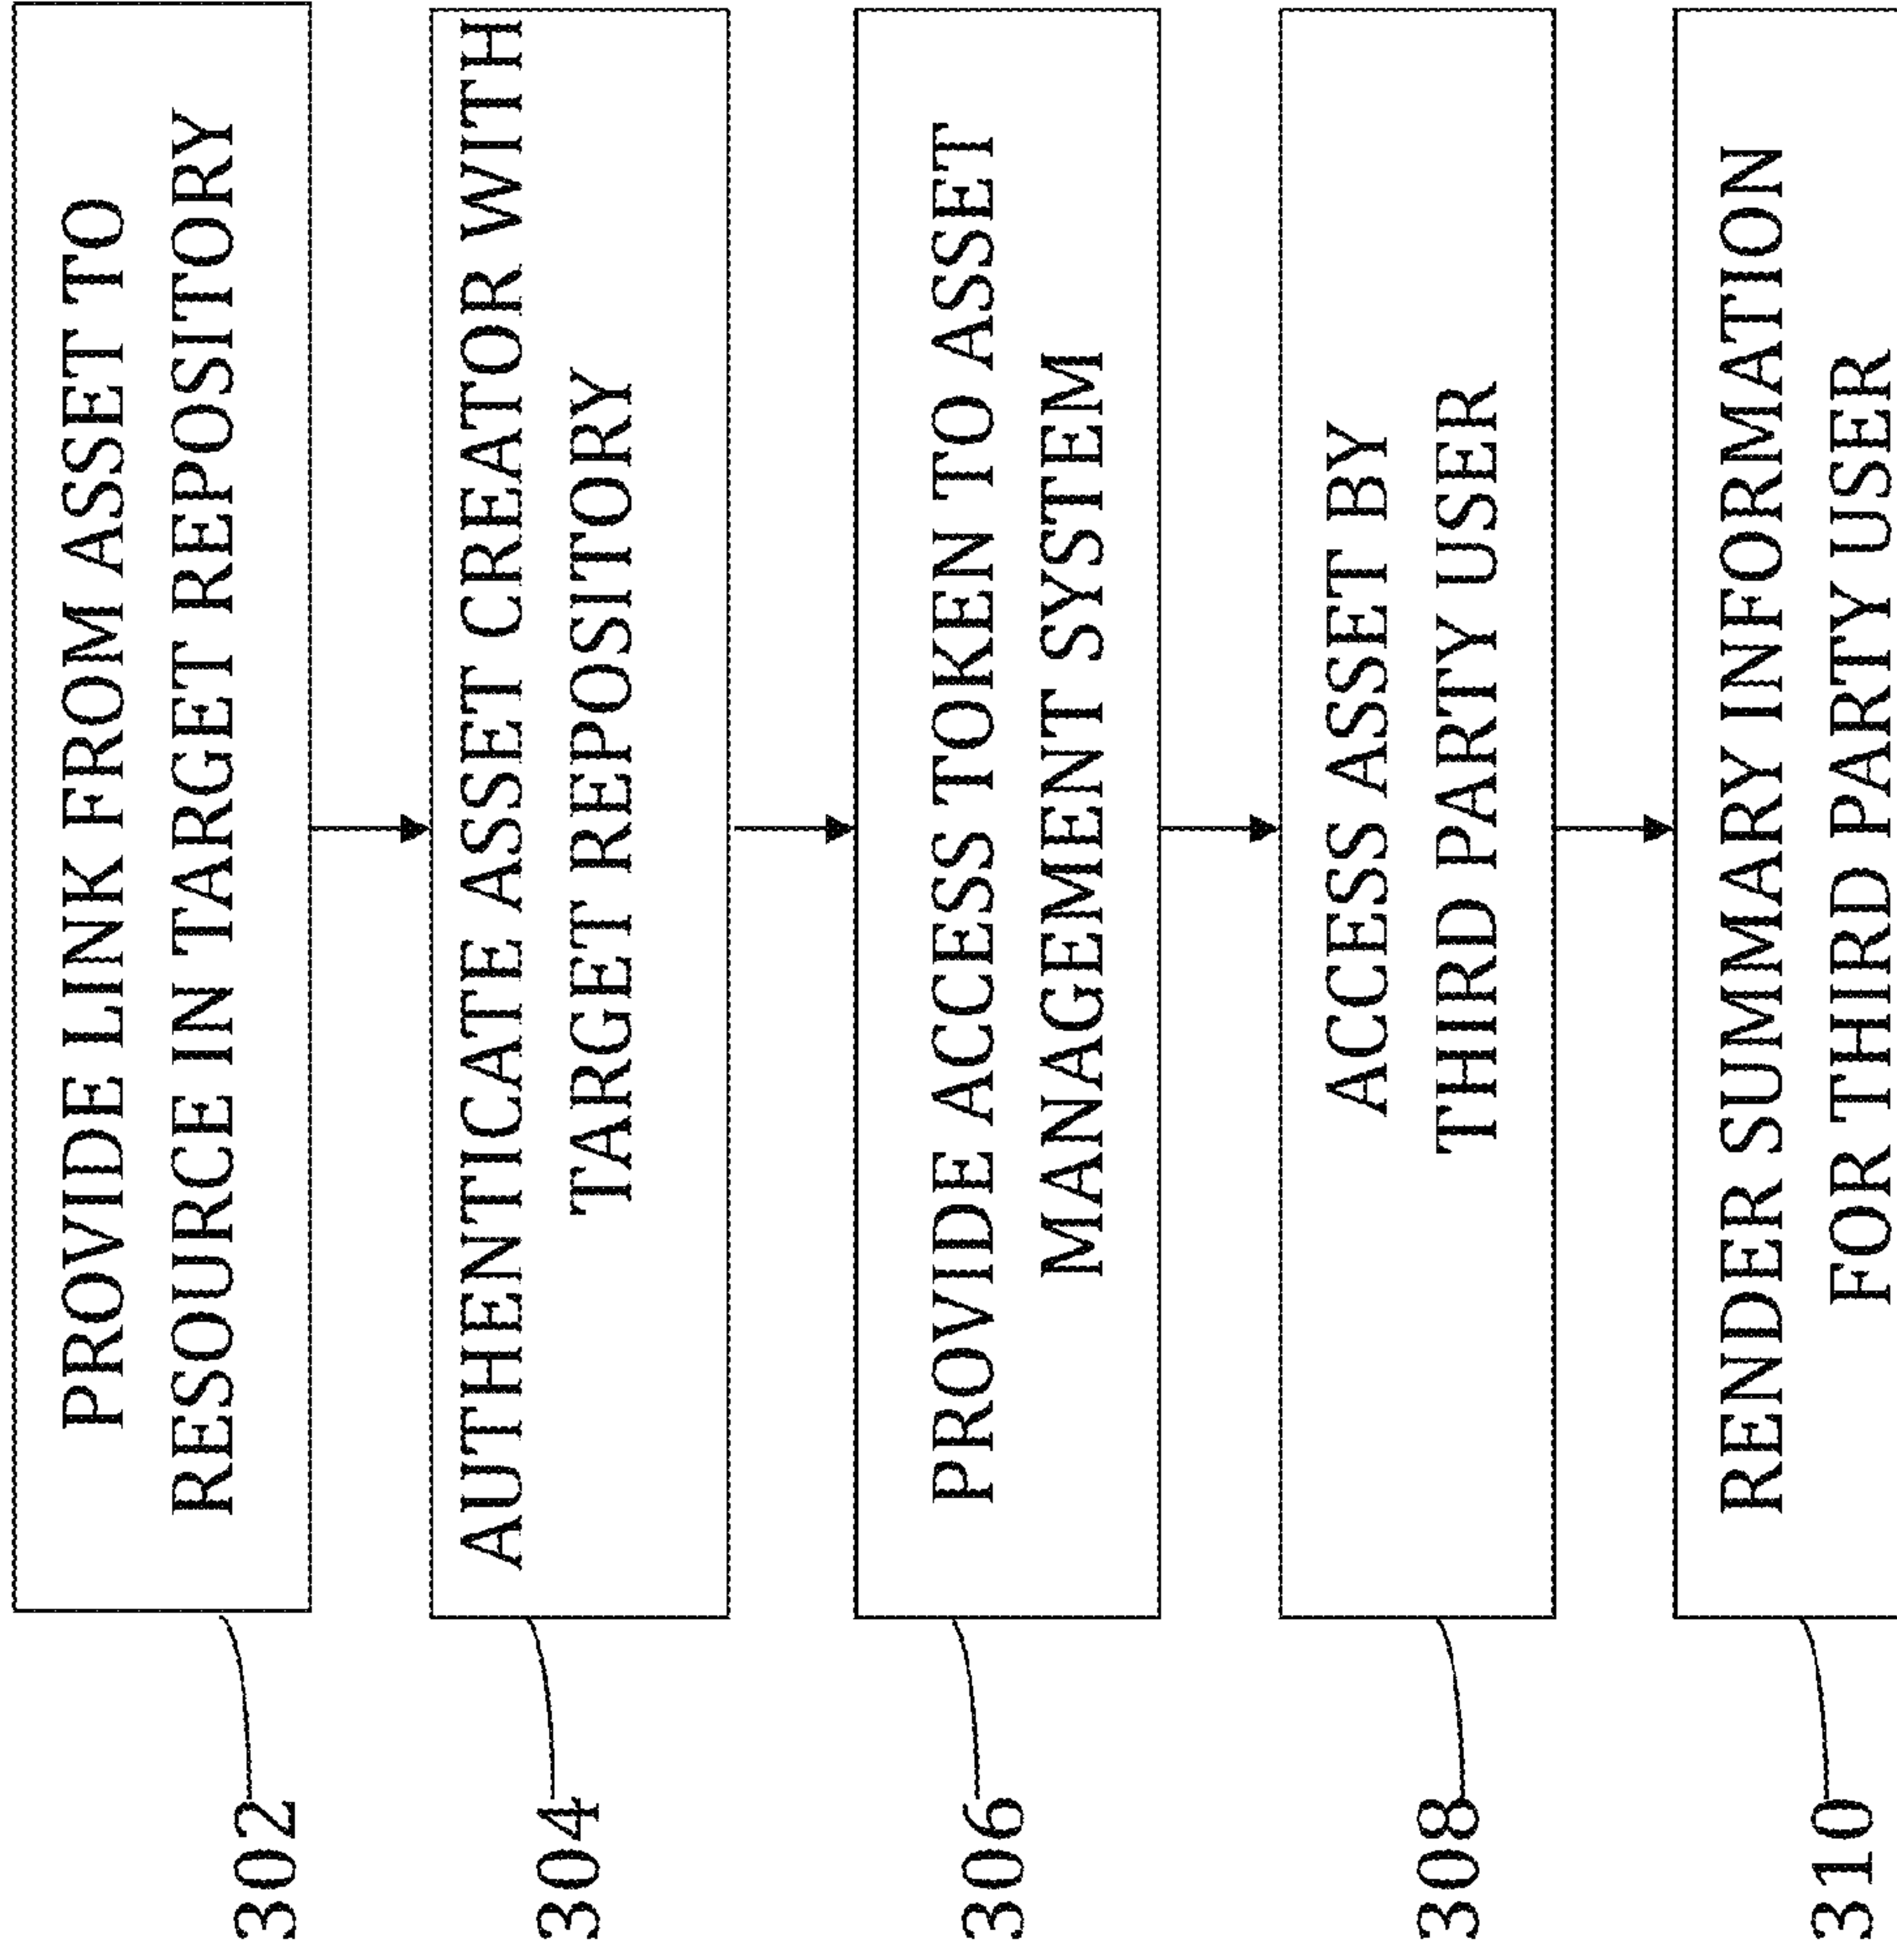 PROVIDE LINK FROM ASSET TO
RESOURCE IN TARGET REPOSITORY
302
AUTHENTICATE ASSET CREATOR WITH
TARGET REPOSITORY
304
PROVIDE ACCESS TOKEN TO ASSET
MANAGEMENT SYSTEM
306
ACCESS ASSET BY
THIRD PARTY USER
308
RENDER SUMMARY INFORMATION
FOR THIRD PARTY USER
310